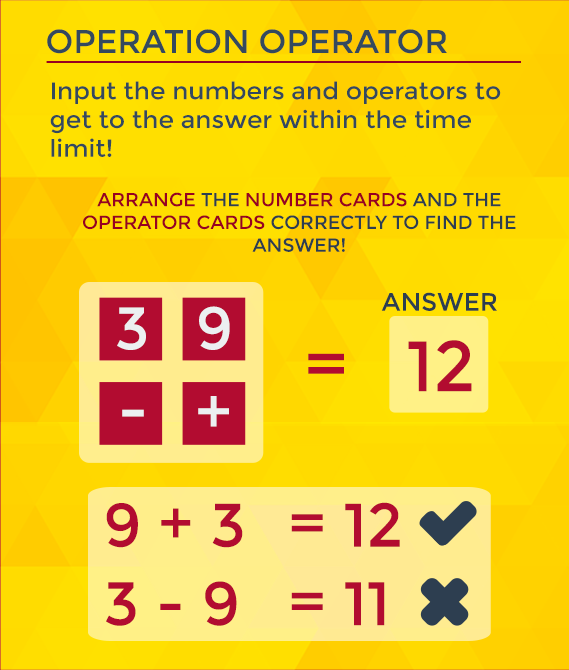 OPERATION OPERATOR
Input the numbers and operators to
get to the answer within the time
limit!
ARRANGE THE NUMBER CARDS AND THE
OPERATOR CARDS CORRECTLY TO FIND THE
ANSWER!
3 9
- +
=
ANSWER
12
9 + 3 = 12
3 - 9 = 11